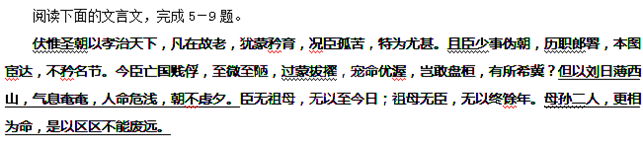 阅读下面的文言文，完成5－9题。
伏惟圣朝以孝治天下，凡在故老，犹蒙矜育，况臣孤苦，特为尤甚。且臣少事伪朝，历职郎署，本图
宦达，不矜名节。今臣亡国贱俘，至微至陋，过蒙拔擢，宠命优渥，岂敢盘桓，有所希冀？但以刘日薄西
山，气息奄奄，人命危浅，朝不虑夕。臣无祖母，无以至今日；祖母无臣，无以终馀年。母孙二人，更相
为命，是以区区不能废远。